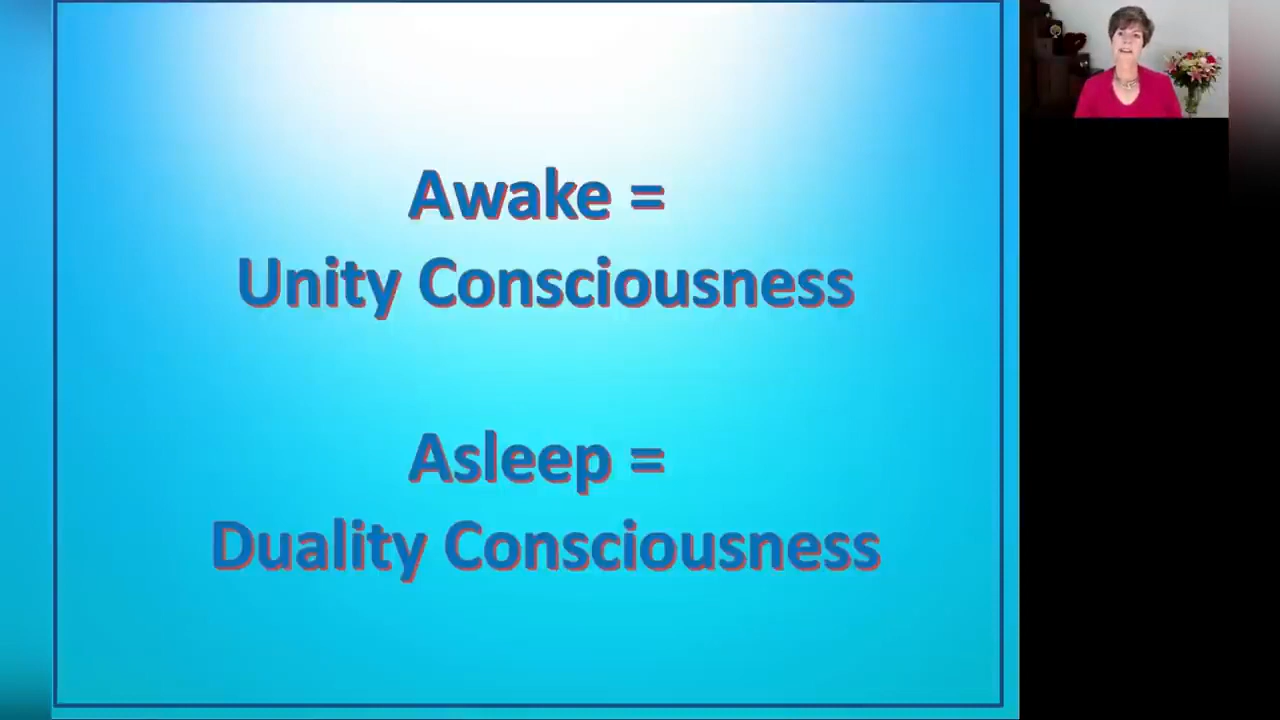 Awake =
Unity Consciousness
Asleep =
Duality Consciousness